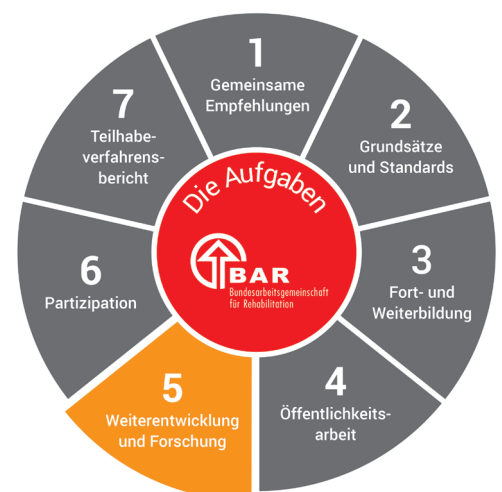 1
Gemeinsame
Empfehlungen
2
Grundsätze
und Standards
3
Fort- und
Weiterbildung
4
Öffentlichkeits-
arbeit
5
Weiterentwicklung
und Forschung
6
Partizipation
7
Teilhabe-
verfahrens-
bericht
Die Aufgaben
BAR
Bundesarbeitsgemeinschaft
für Rehabilitation